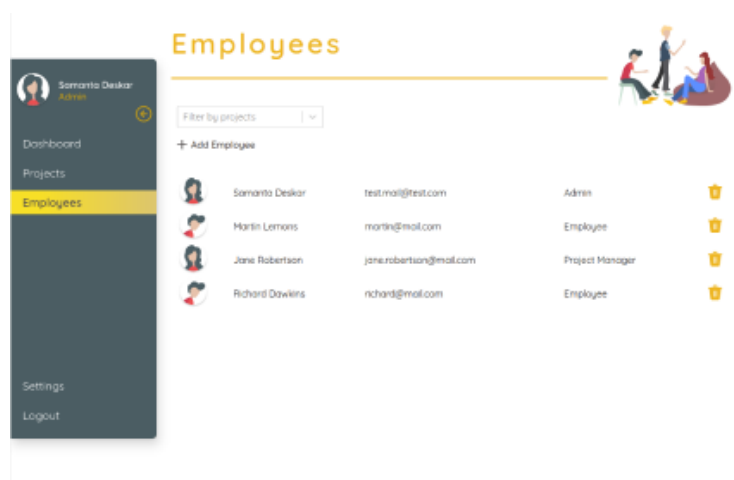 Employees
Samanta Deskar
Admin
Dashboard
Projects
Employees
Settings
Logout
Filter by projects
+ Add Employee
Samanta Deskar test.mail@test.com Admin
Martin Lemons martin@mail.com Employee
Jane Robertson jane.robertson@mail.com Project Manager
Richard Dawkins richard@mail.com Employee